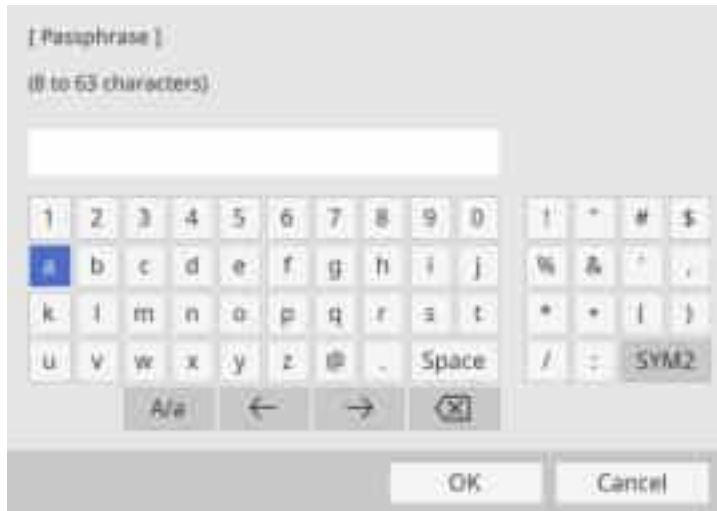 [ Passphrase ]
(8 to 63 characters)
1 2 3 4 5 6 7 8 9 0 ! " # $
a b c d e f g h i j % & ' ,
k l m n o p q r s t * + ( )
u v w x y z @ . Space / : SYM2
A/a ← →
OK Cancel